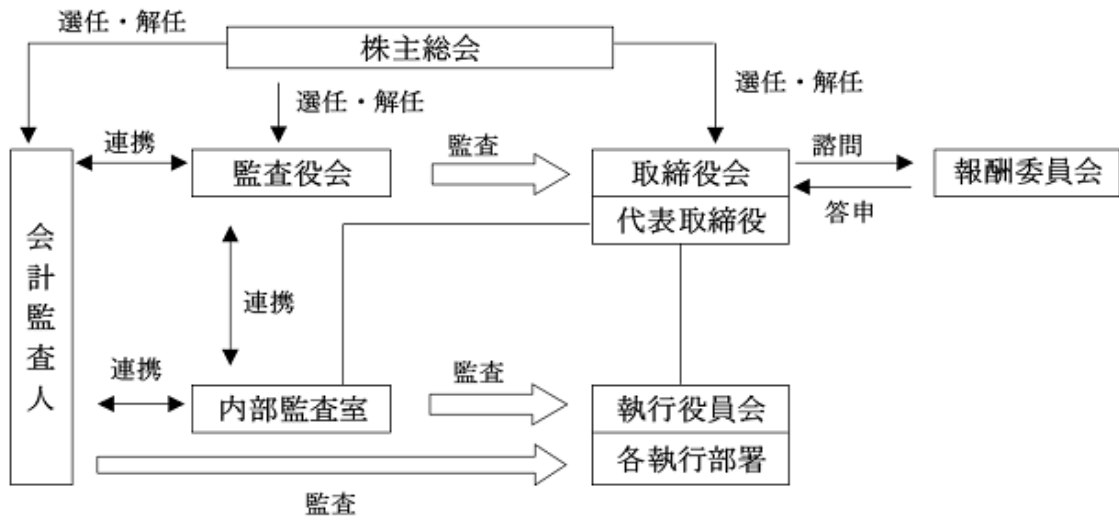 選任・解任
株主総会
選任・解任
選任・解任
連携
監査役会
監査
取締役会
諮問
報酬委員会
答申
代表取締役
会計監査人
連携
連携
内部監査室
監査
執行役員会
各執行部署
監査